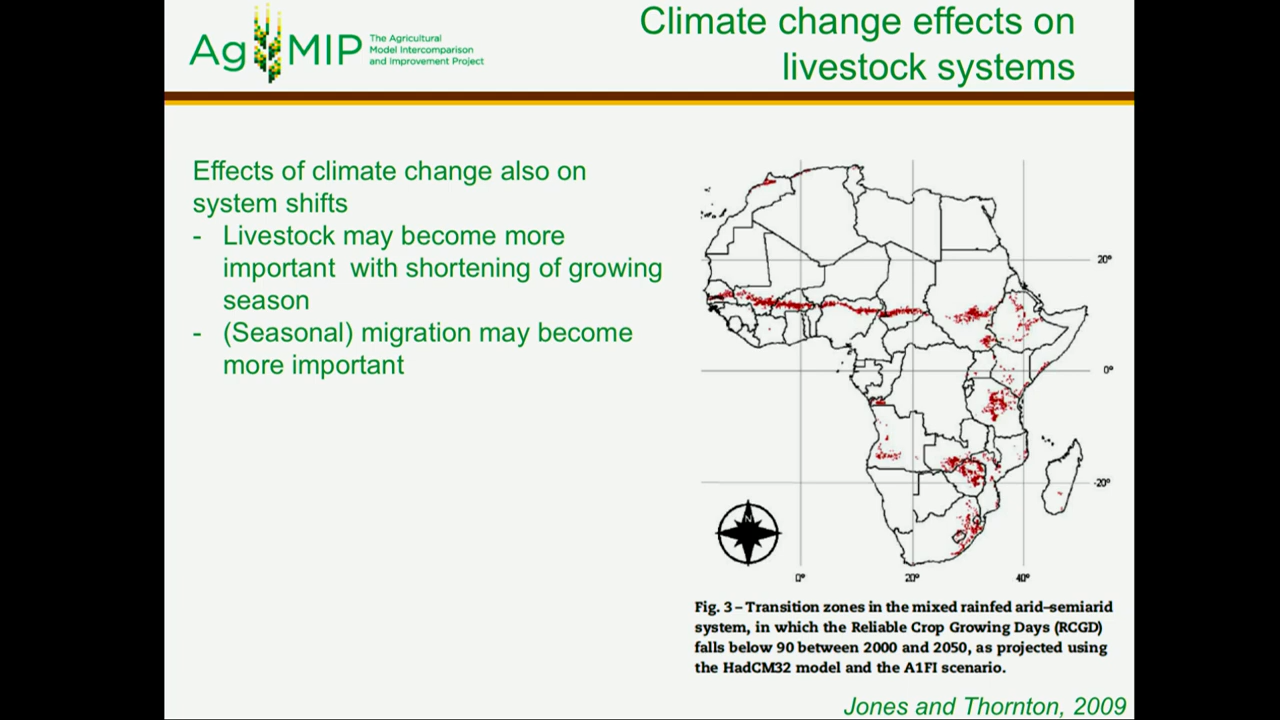 Ag MIP
The Agricultural
Model Intercomparison
and Improvement Project
Climate change effects on
livestock systems
Effects of climate change also on
system shifts
- Livestock may become more
important with shortening of growing
season
- (Seasonal) migration may become
more important
20°
0°
-20°
N
0°
20°
40°
Fig. 3 – Transition zones in the mixed rainfed arid–semiarid
system, in which the Reliable Crop Growing Days (RCGD)
falls below 90 between 2000 and 2050, as projected using
the HadCM32 model and the A1FI scenario.
Jones and Thornton, 2009